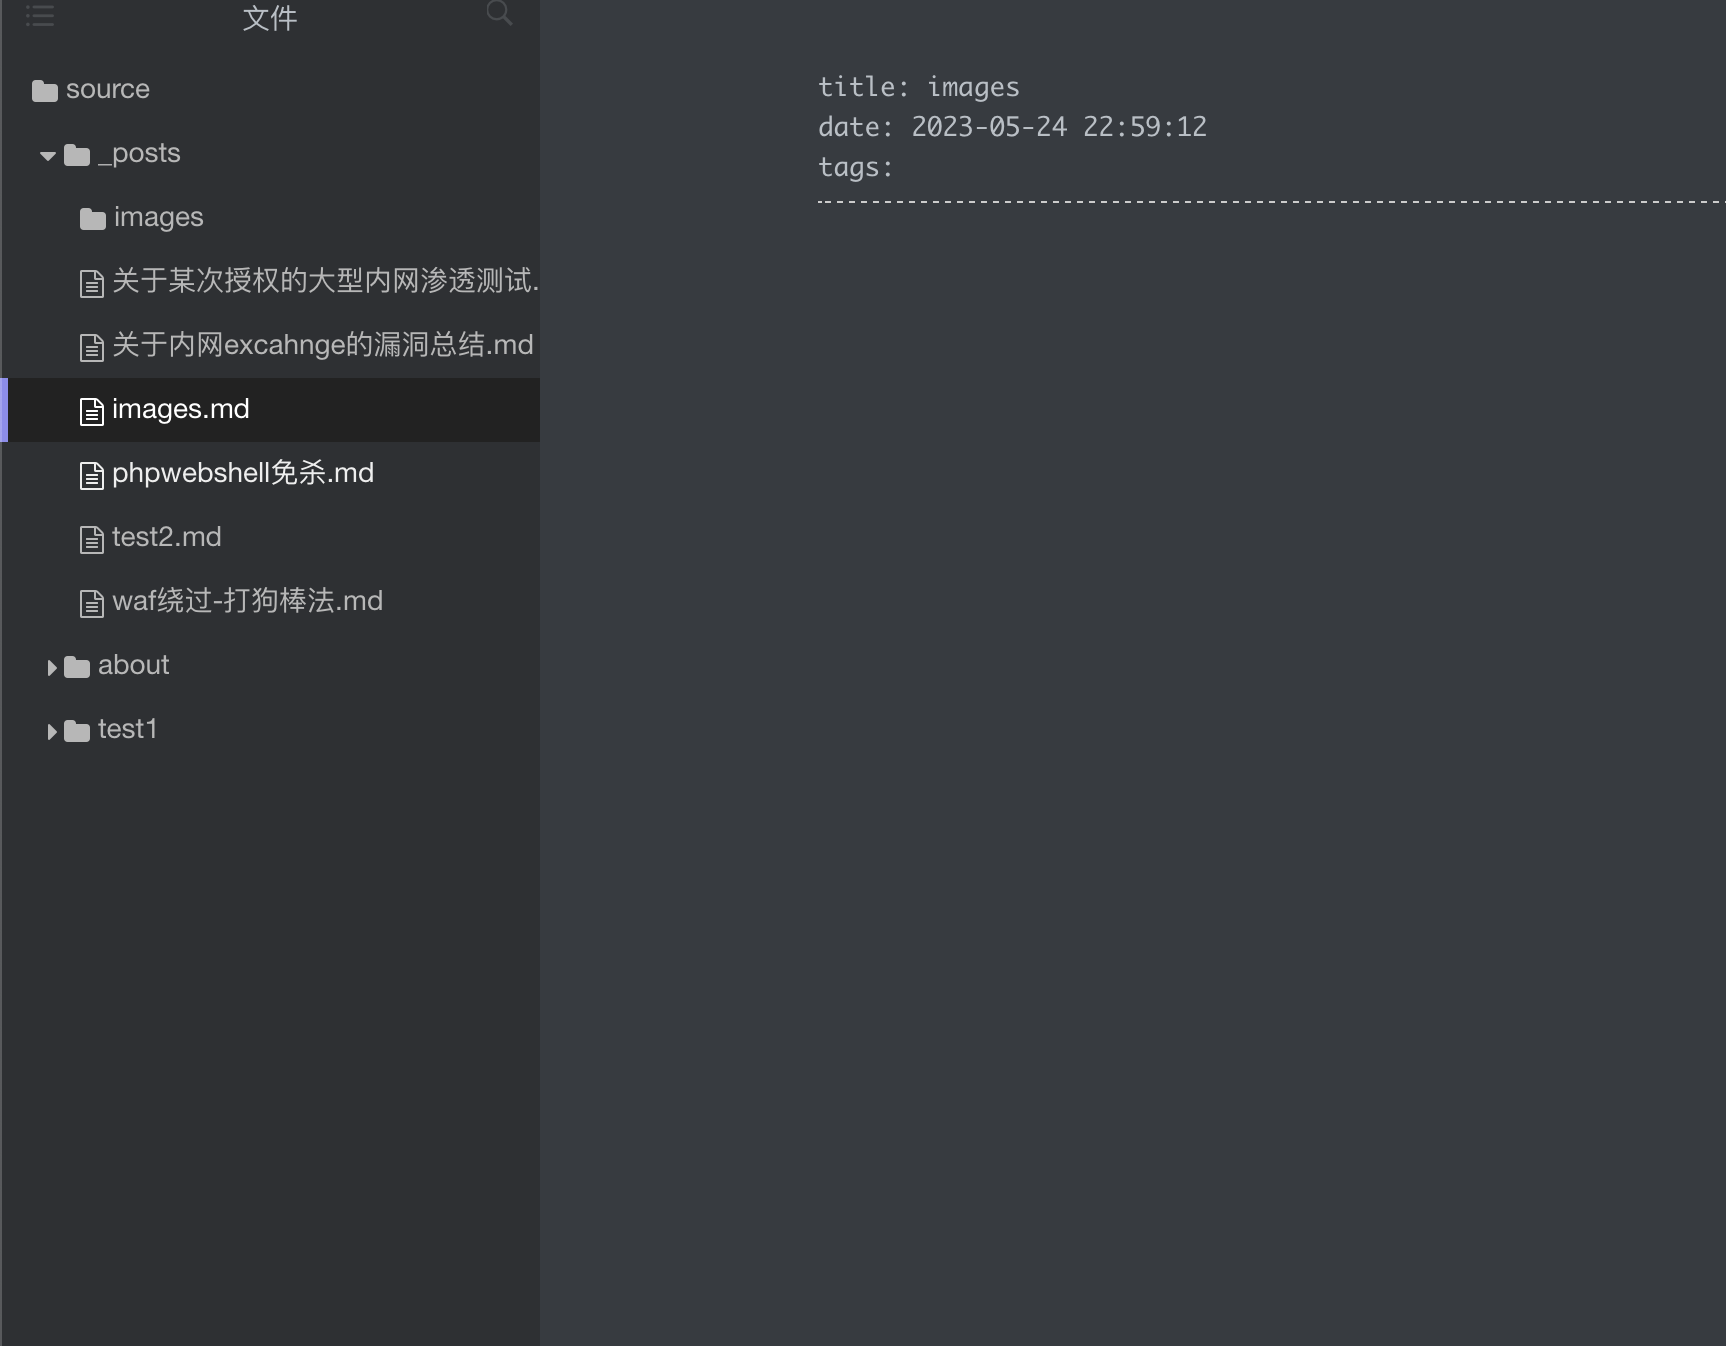 文件
source
_posts
images
关于某次授权的大型内网渗透测试.
关于内网excahnge的漏洞总结.md
images.md
phpwebshell免杀.md
test2.md
waf绕过-打狗棒法.md
about
test1
title: images
date: 2023-05-24 22:59:12
tags: